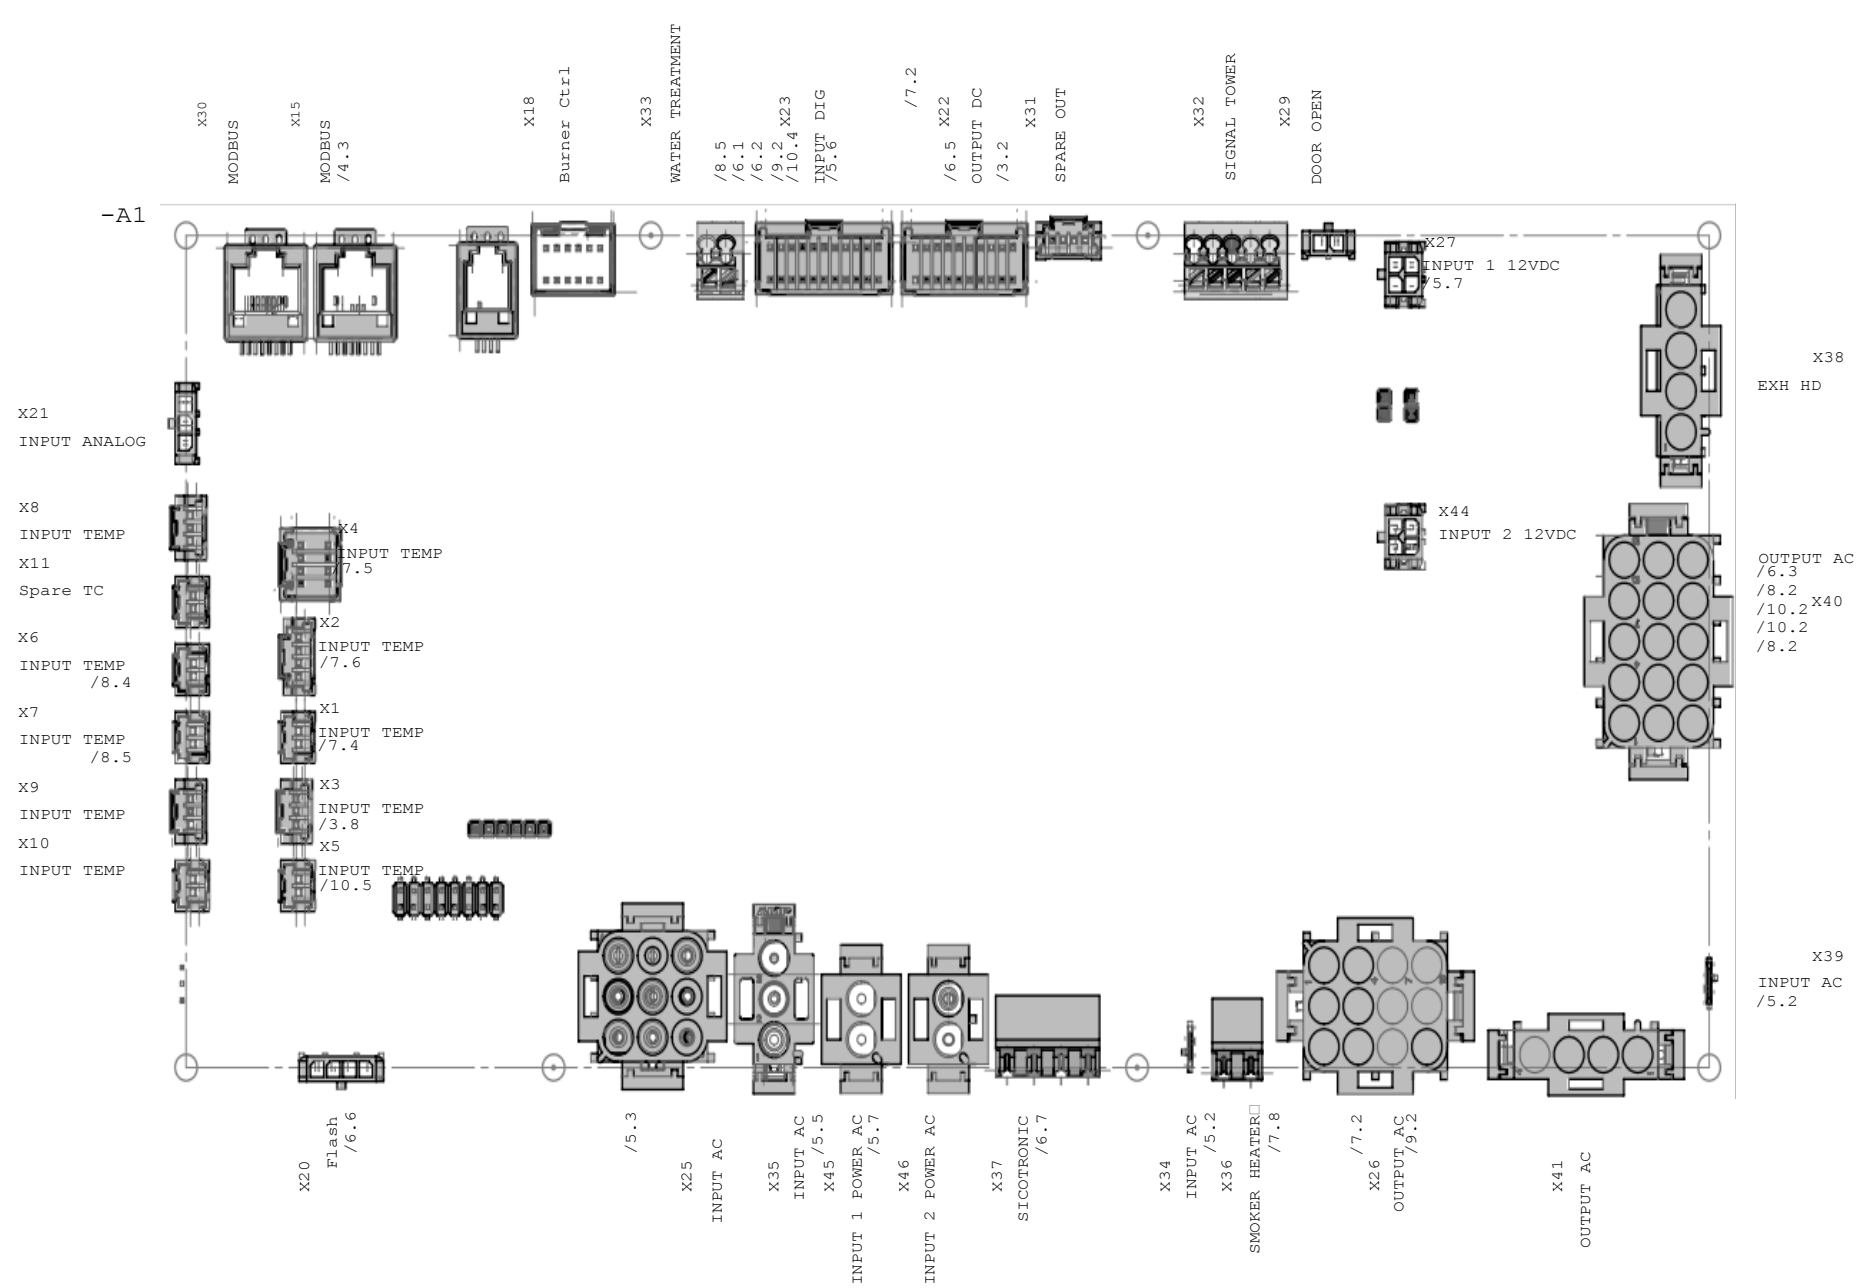 X30
MODBUS
X15
MODBUS
/4.3
X18
Burner Ctrl
X33
WATER TREATMENT
/8.5
/6.1
/6.2
/9.2
X23
/10.4
INPUT DIG
/5.6
/7.2
X22
/6.5
OUTPUT DC
/3.2
X31
SPARE OUT
X32
SIGNAL TOWER
X29
DOOR OPEN
-A1
X27
INPUT 1 12VDC
/5.7
X38
EXH HD
X21
INPUT ANALOG
X8
INPUT TEMP
X11
Spare TC
X6
INPUT TEMP
/8.4
X7
INPUT TEMP
/8.5
X9
INPUT TEMP
X10
INPUT TEMP
X4
INPUT TEMP
/7.5
X2
INPUT TEMP
/7.6
X1
INPUT TEMP
/7.4
X3
INPUT TEMP
/3.8
X5
INPUT TEMP
/10.5
X44
INPUT 2 12VDC
OUTPUT AC
/6.3
/8.2
/10.2
X40
/10.2
/8.2
X39
INPUT AC
/5.2
X20
Flash
/6.6
/5.3
X25
INPUT AC
X35
INPUT AC
/5.5
X45
INPUT 1 POWER AC
/5.7
X46
INPUT 2 POWER AC
X37
SICOTRONIC
/6.7
X34
INPUT AC
/5.2
X36
SMOKER HEATER
/7.8
/7.2
X26
OUTPUT AC
/9.2
X41
OUTPUT AC